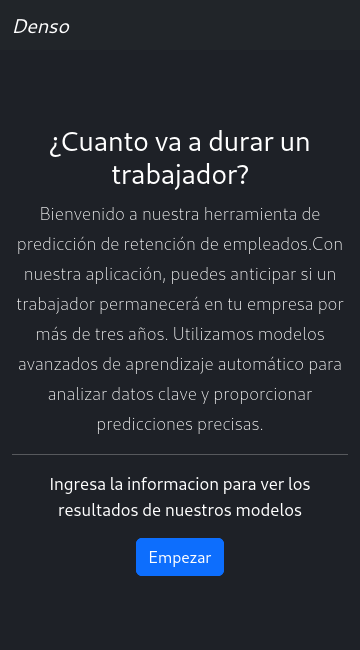 Denso
¿Cuanto va a durar un
trabajador?
Bienvenido a nuestra herramienta de
predicción de retención de empleados.Con
nuestra aplicación, puedes anticipar si un
trabajador permanecerá en tu empresa por
más de tres años. Utilizamos modelos
avanzados de aprendizaje automático para
analizar datos clave y proporcionar
predicciones precisas.
Ingresa la informacion para ver los
resultados de nuestros modelos
Empezar